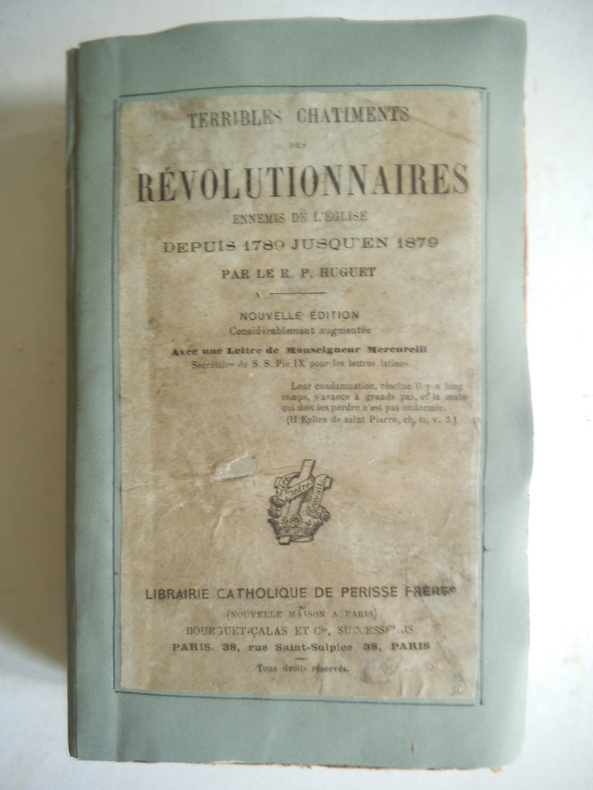 TERRIBLES CHATIMENTS
DES
RÉVOLUTIONNAIRES
ENNEMIS DE L'ÉGLISE
DEPUIS 1789 JUSQU'EN 1879
PAR LE R. P. HUGUET
NOUVELLE ÉDITION
Considérablement augmentée
Avec une Lettre de Monseigneur Mercurelli
Secrétaire de S. S. Pie IX pour les lettres latines
Leur condamnation, résolue il y a long
temps, s'avance à grands pas, et la main
qui doit les perdre n'est pas endormie.
(II Epître de saint Pierre, ch. II, v. 3.)
LIBRAIRIE CATHOLIQUE DE PERISSE FRÈRES
(NOUVELLE MAISON A PARIS)
BOURGUET-CALAS ET Cie, SUCCESSEURS
PARIS. 38, rue Saint-Sulpice 38, PARIS
Tous droits réservés.